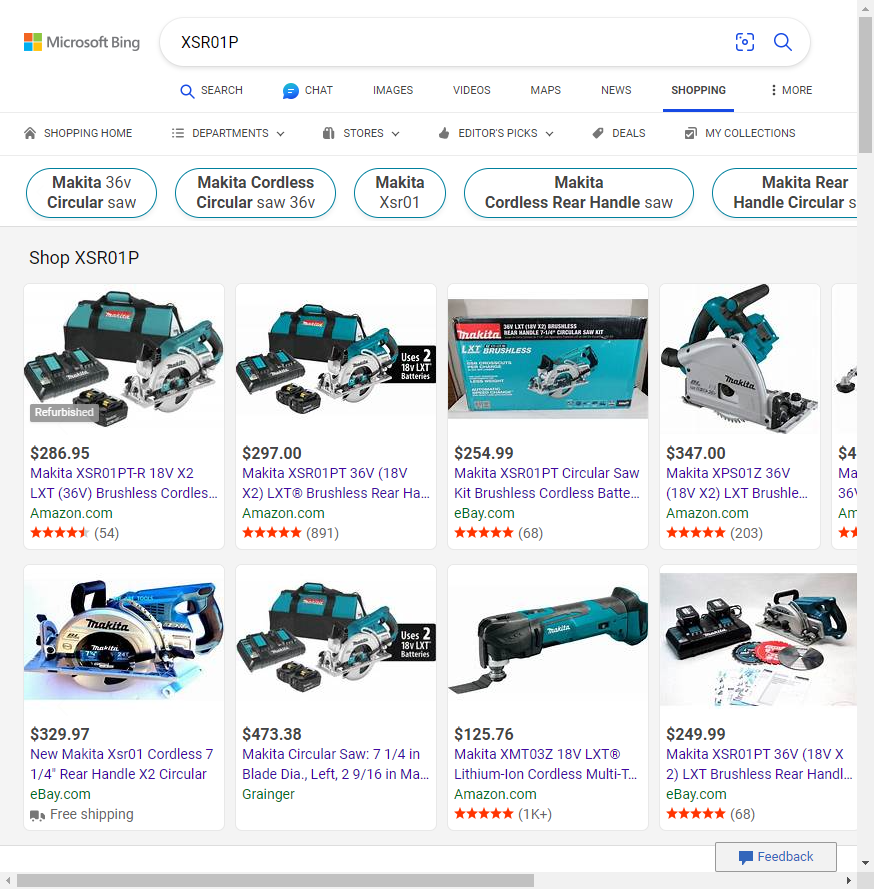 Microsoft Bing
XSR01P
SEARCH
CHAT
IMAGES
VIDEOS
MAPS
NEWS
SHOPPING
MORE
SHOPPING HOME
DEPARTMENTS
STORES
EDITOR'S PICKS
DEALS
MY COLLECTIONS
Makita 36v
Circular saw
Makita Cordless
Circular saw 36v
Makita
Xsr01
Makita
Cordless Rear Handle saw
Makita Rear
Handle Circular s
Shop XSR01P
Refurbished
$286.95
Makita XSR01PT-R 18V X2
LXT (36V) Brushless Cordles...
Amazon.com
(54)
Uses 2
18v LXT
Batteries
$297.00
Makita XSR01PT 36V (18V
X2) LXT® Brushless Rear Ha...
Amazon.com
(891)
makita
36V LXT (18V X2) BRUSHLESS
REAR HANDLE 7-1/4" CIRCULAR SAW KIT
LXT BRUSHLESS
$254.99
Makita XSR01PT Circular Saw
Kit Brushless Cordless Batte...
eBay.com
(68)
makita
$347.00
Makita XPS01Z 36V
(18V X2) LXT Brushle...
Amazon.com
(203)
$4
Ma
36V
Am
makita
$329.97
New Makita Xsr01 Cordless 7
1/4" Rear Handle X2 Circular
eBay.com
Free shipping
Uses 2
18v LXT
Batteries
$473.38
Makita Circular Saw: 7 1/4 in
Blade Dia., Left, 2 9/16 in Ma...
Grainger
makita
$125.76
Makita XMT03Z 18V LXT®
Lithium-Ion Cordless Multi-T...
Amazon.com
(1K+)
$249.99
Makita XSR01PT 36V (18V X
2) LXT Brushless Rear Handl...
eBay.com
(68)
Feedback